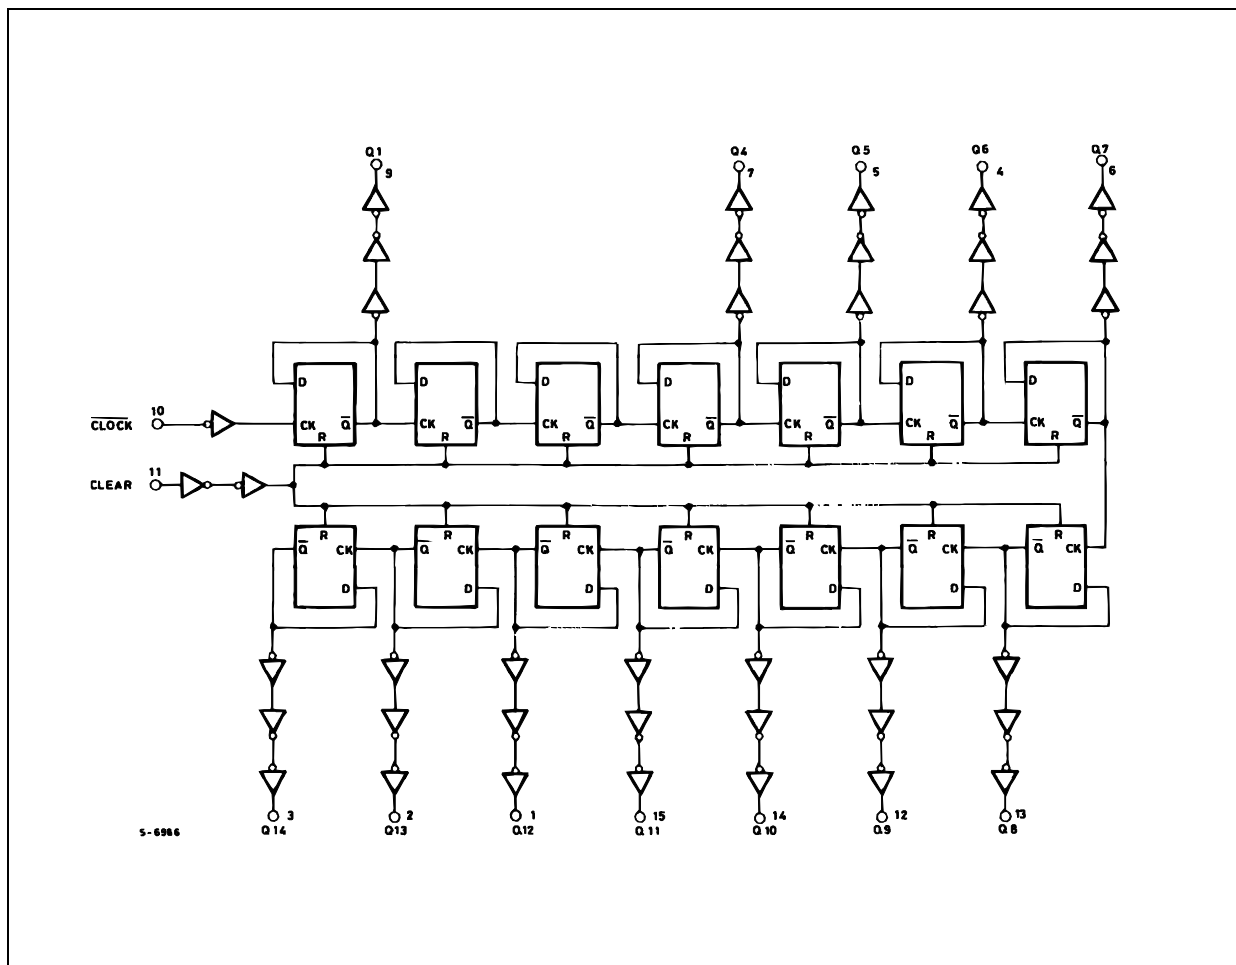 Q1 Q4 Q5 Q6 Q7
9 7 5 4 6
D D D D D D D
CLOCK 10 CK Q̅ CK Q̅ CK Q̅ CK Q̅ CK Q̅ CK Q̅ CK Q̅
R R R R R R R
CLEAR 11
R R R R R R R
Q̅ CK Q̅ CK Q̅ CK Q̅ CK Q̅ CK Q̅ CK Q̅ CK
D D D D D D D
3 2 1 15 14 12 13
S-6986 Q14 Q13 Q12 Q11 Q10 Q9 Q8